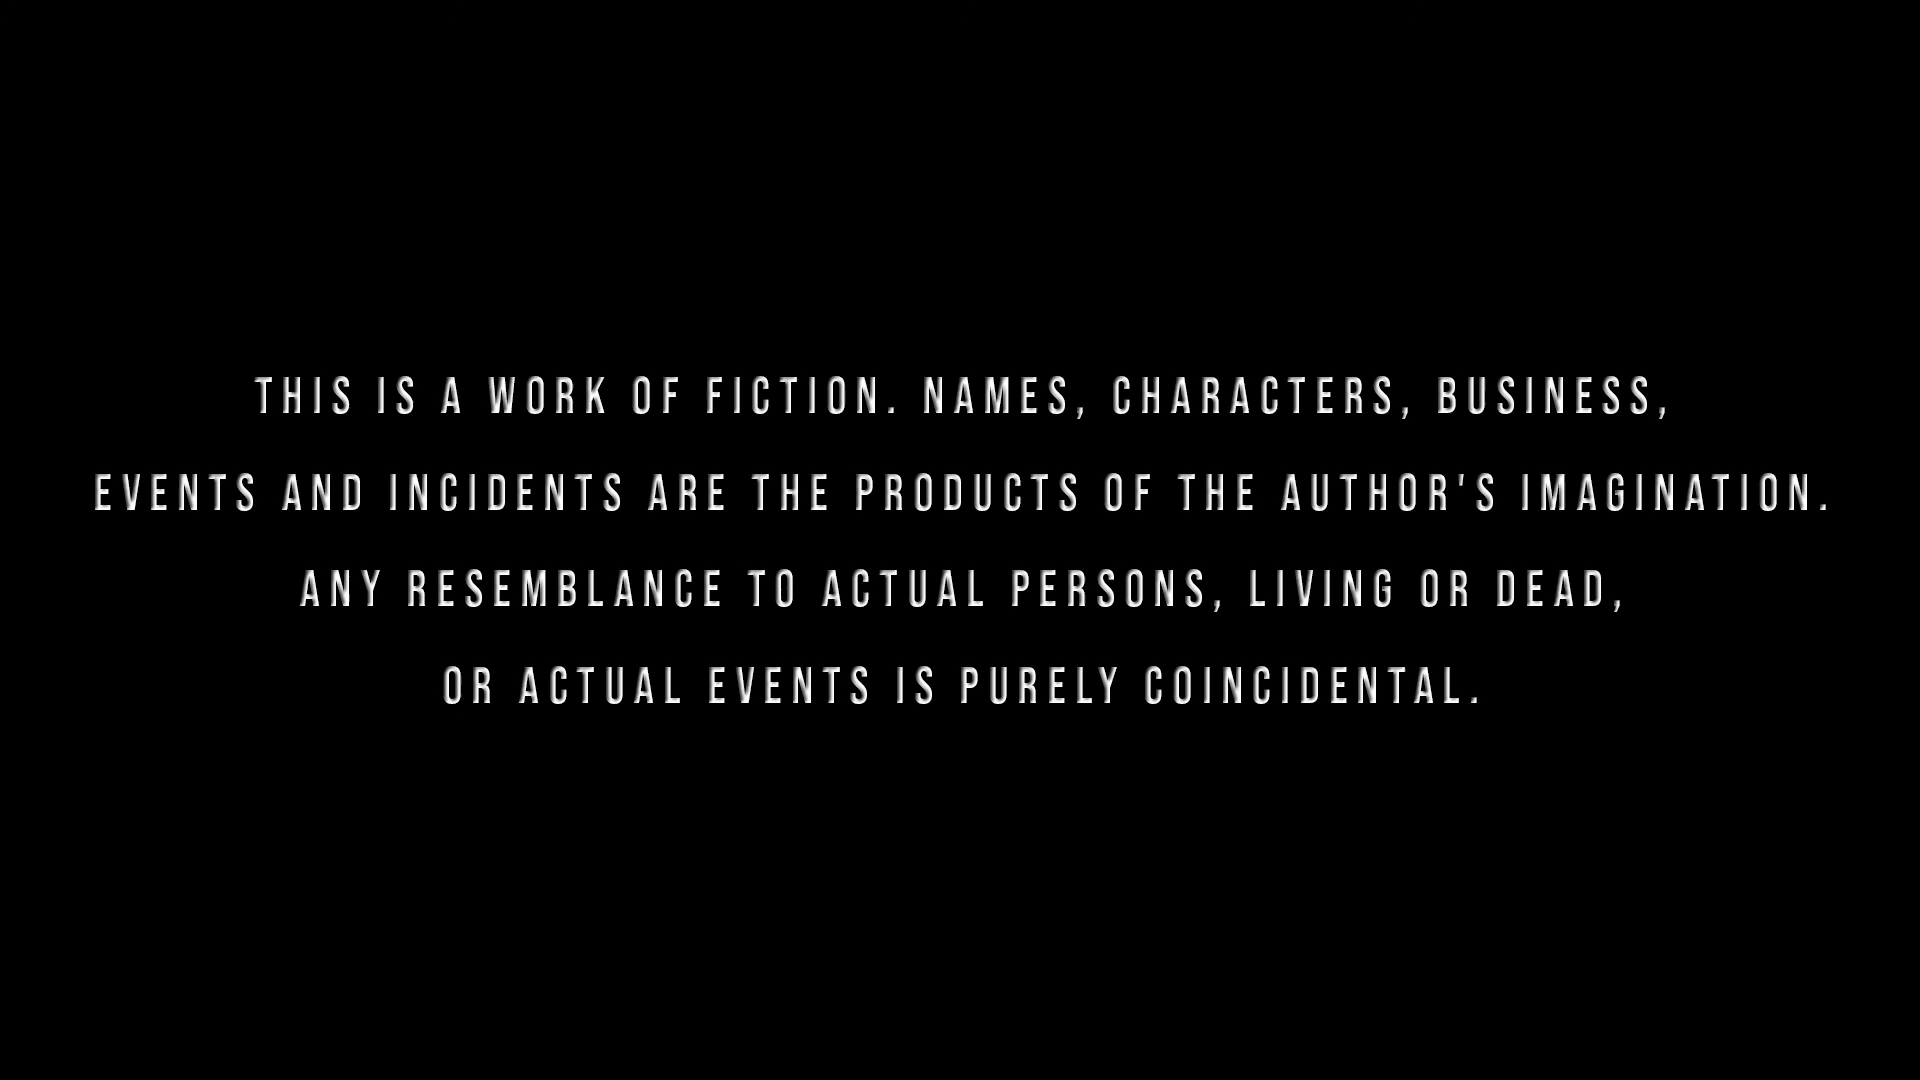 THIS IS A WORK OF FICTION. NAMES, CHARACTERS, BUSINESS,
EVENTS AND INCIDENTS ARE THE PRODUCTS OF THE AUTHOR'S IMAGINATION.
ANY RESEMBLANCE TO ACTUAL PERSONS, LIVING OR DEAD,
OR ACTUAL EVENTS IS PURELY COINCIDENTAL.